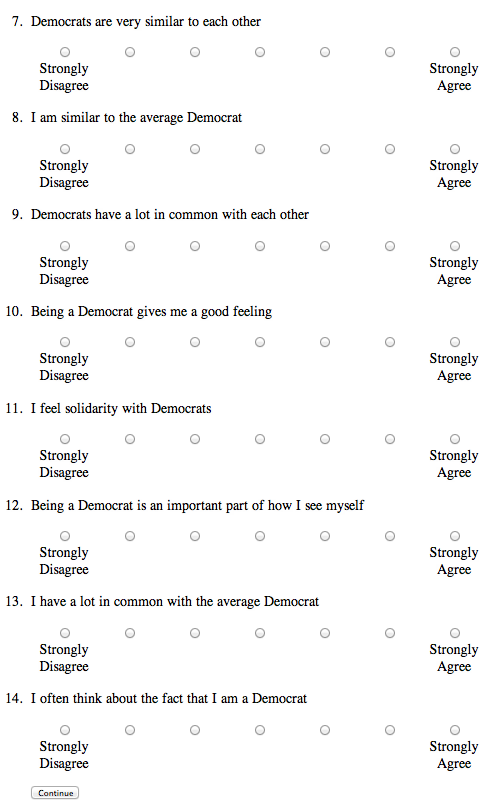 7. Democrats are very similar to each other
Strongly Strongly
Disagree Agree
8. I am similar to the average Democrat
Strongly Strongly
Disagree Agree
9. Democrats have a lot in common with each other
Strongly Strongly
Disagree Agree
10. Being a Democrat gives me a good feeling
Strongly Strongly
Disagree Agree
11. I feel solidarity with Democrats
Strongly Strongly
Disagree Agree
12. Being a Democrat is an important part of how I see myself
Strongly Strongly
Disagree Agree
13. I have a lot in common with the average Democrat
Strongly Strongly
Disagree Agree
14. I often think about the fact that I am a Democrat
Strongly Strongly
Disagree Agree
Continue